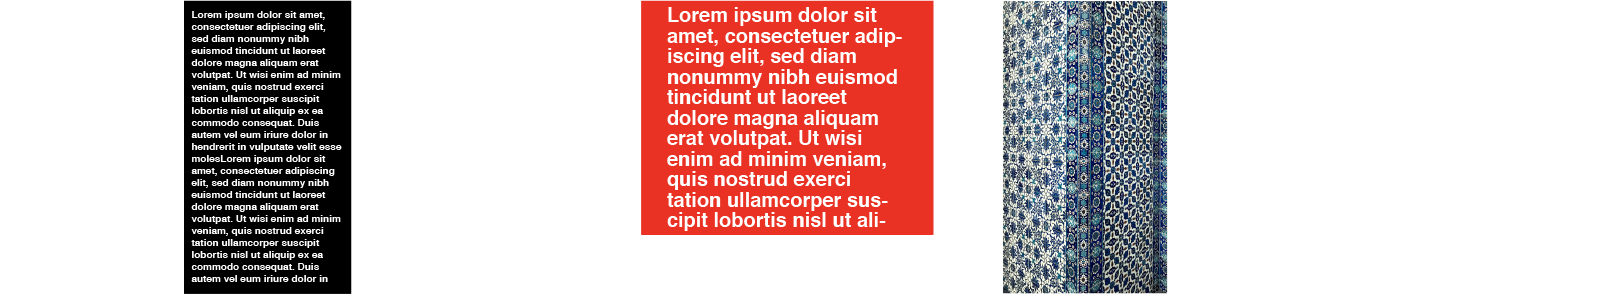 Lorem ipsum dolor sit amet,
consectetuer adipiscing elit,
sed diam nonummy nibh
euismod tincidunt ut laoreet
dolore magna aliquam erat
volutpat. Ut wisi enim ad minim
veniam, quis nostrud exerci
tation ullamcorper suscipit
lobortis nisl ut aliquip ex ea
commodo consequat. Duis
autem vel eum iriure dolor in
hendrerit in vulputate velit esse
molesLorem ipsum dolor sit
amet, consectetuer adipiscing
elit, sed diam nonummy nibh
euismod tincidunt ut laoreet
dolore magna aliquam erat
volutpat. Ut wisi enim ad minim
veniam, quis nostrud exerci
tation ullamcorper suscipit
lobortis nisl ut aliquip ex ea
commodo consequat. Duis
autem vel eum iriure dolor in
Lorem ipsum dolor sit
amet, consectetuer adip-
iscing elit, sed diam
nonummy nibh euismod
tincidunt ut laoreet
dolore magna aliquam
erat volutpat. Ut wisi
enim ad minim veniam,
quis nostrud exerci
tation ullamcorper sus-
cipit lobortis nisl ut ali-